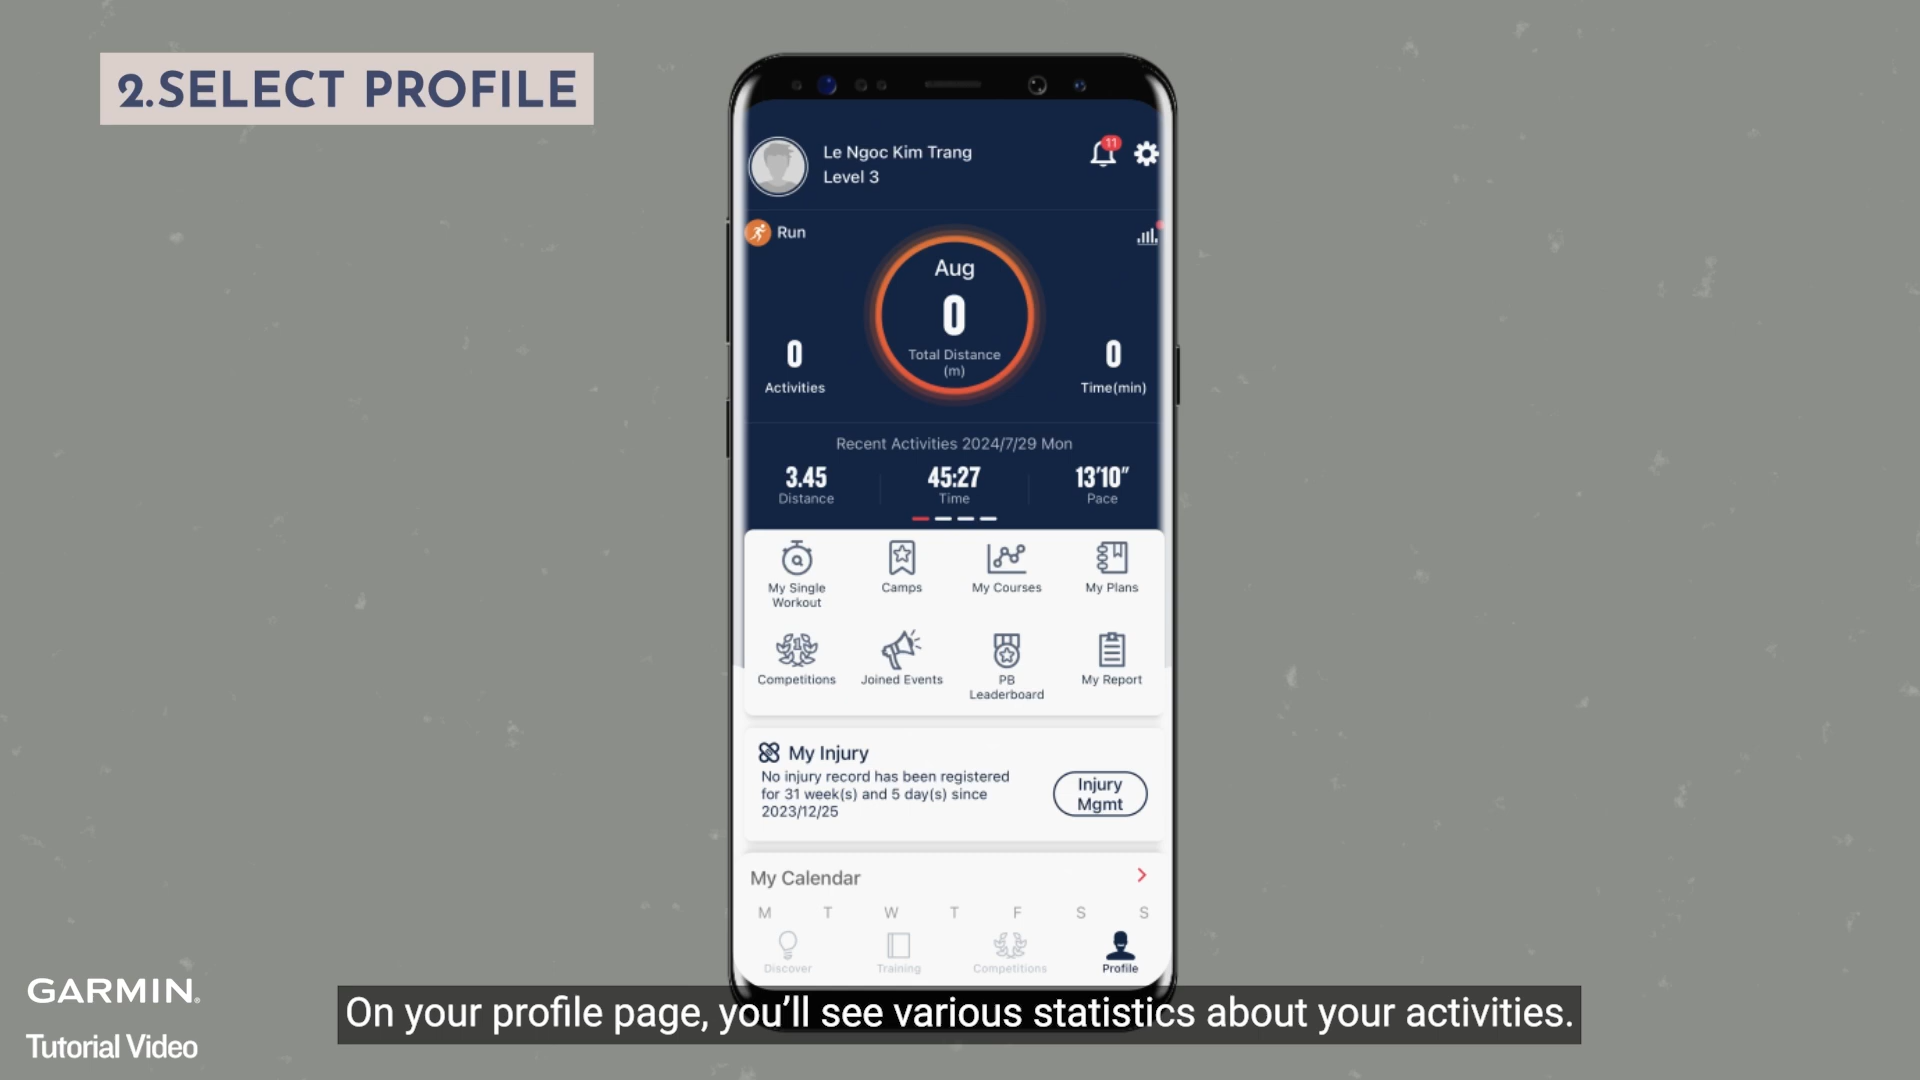 2.SELECT PROFILE
Le Ngoc Kim Trang
Level 3
11
Run
Aug
0
Total Distance
(m)
0
Activities
0
Time(min)
Recent Activities 2024/7/29 Mon
3.45
Distance
45:27
Time
13'10"
Pace
My Single
Workout
Camps
My Courses
My Plans
Competitions
Joined Events
PB
Leaderboard
My Report
My Injury
No injury record has been registered
for 31 week(s) and 5 day(s) since
2023/12/25
Injury
Mgmt
My Calendar
M T W T F S S
Discover
Training
Competitions
Profile
GARMIN.
Tutorial Video
On your profile page, you'll see various statistics about your activities.